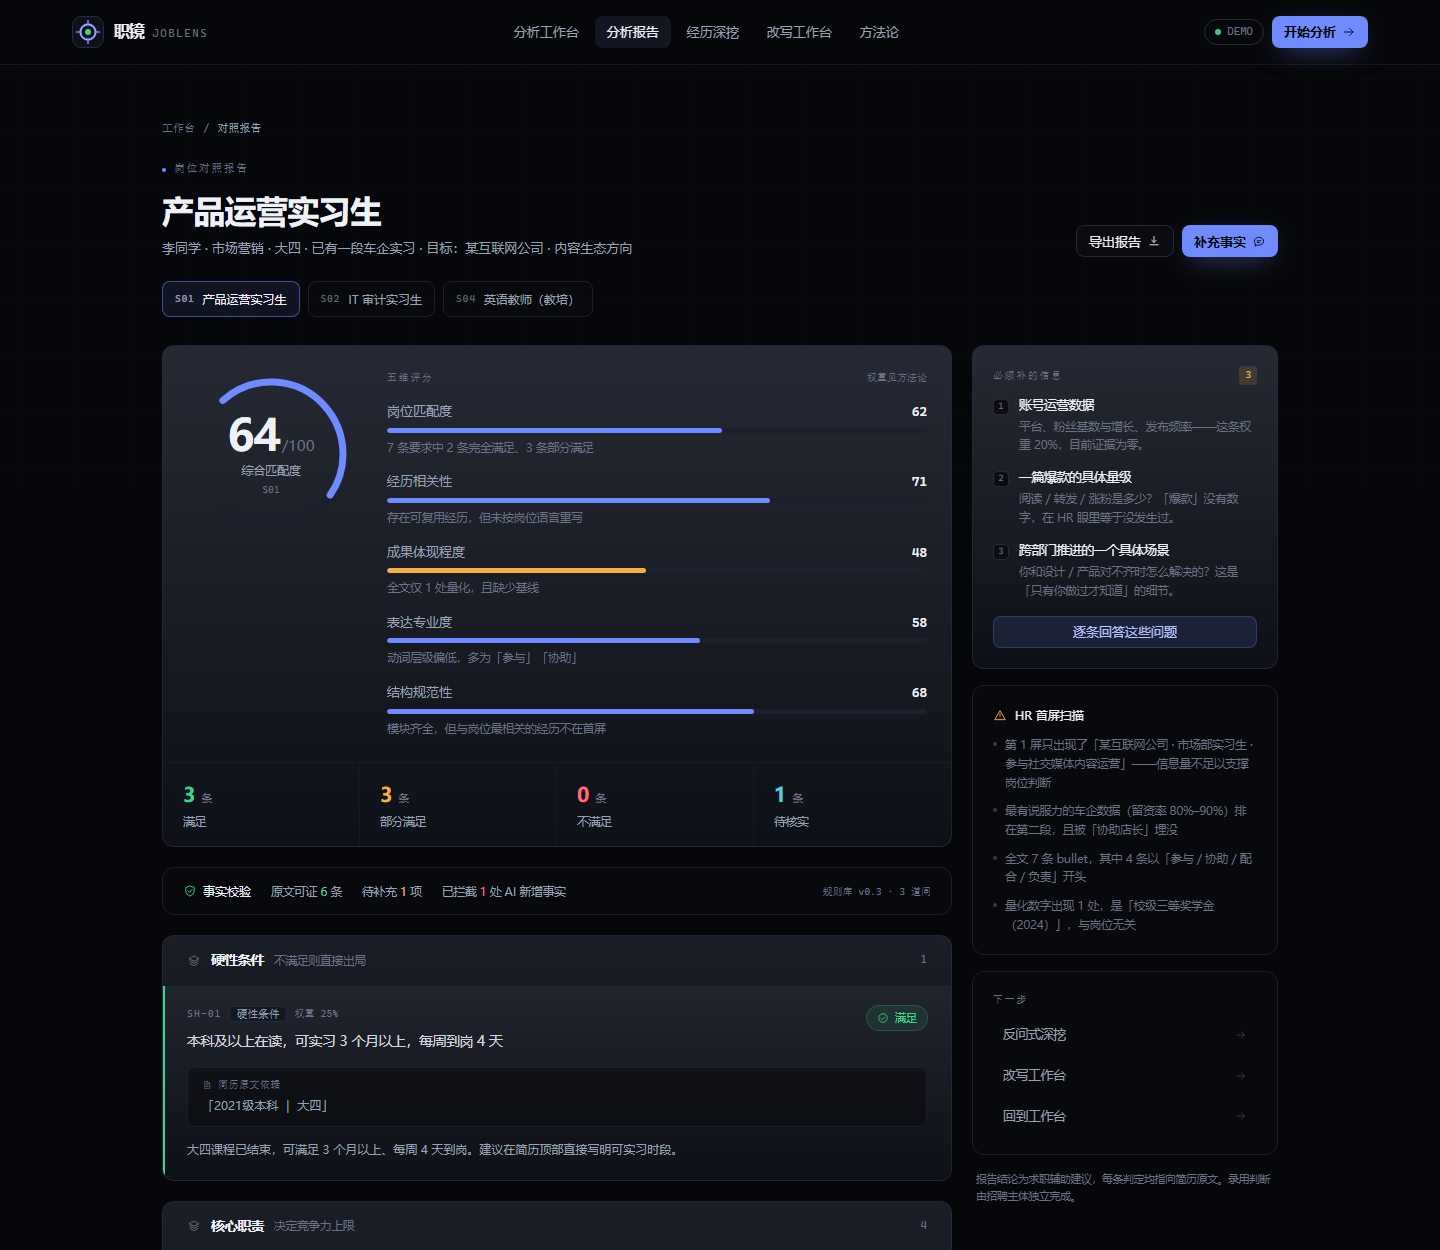 职镜 JOBLENS
分析工作台
分析报告
经历深挖
改写工作台
方法论
DEMO
开始分析 →
工作台 / 对照报告
岗位对照报告
产品运营实习生
李同学 · 市场营销 · 大四 · 已有一段车企实习 · 目标：某互联网公司 · 内容生态方向
导出报告
补充事实
S01 产品运营实习生
S02 IT 审计实习生
S04 英语教师（教培）
64/100
综合匹配度
S01
五维评分
权重见方法论
岗位匹配度 62
7 条要求中 2 条完全满足、3 条部分满足
经历相关性 71
存在可复用经历，但未按岗位语言重写
成果体现程度 48
全文仅 1 处量化，且缺少基线
表达专业度 58
动词层级偏低，多为「参与」「协助」
结构规范性 68
模块齐全，但与岗位最相关的经历不在首屏
3 条
满足
3 条
部分满足
0 条
不满足
1 条
待核实
事实校验 原文可证 6 条 待补充 1 项 已拦截 1 处 AI 新增事实
规则库 v0.3 · 3 道闸
硬性条件 不满足则直接出局 1
SH-01 硬性条件 权重 25%
满足
本科及以上在读，可实习 3 个月以上，每周到岗 4 天
简历原文依据
「2021级本科 | 大四」
大四课程已结束，可满足 3 个月以上、每周 4 天到岗。建议在简历顶部直接写明可实习时段。
核心职责 决定竞争力上限 4
必须补的信息 3
1 账号运营数据
平台、粉丝基数与增长、发布频率——这条权
重 20%，目前证据为零。
2 一篇爆款的具体量级
阅读 / 转发 / 涨粉是多少？「爆款」没有数
字，在 HR 眼里等于没发生过。
3 跨部门推进的一个具体场景
你和设计 / 产品对不齐时怎么解决的？这是
「只有你做过才知道」的细节。
逐条回答这些问题
HR 首屏扫描
第 1 屏只出现了「某互联网公司 · 市场部实习生 ·
参与社交媒体内容运营」——信息量不足以支撑
岗位判断
最有说服力的车企数据（留资率 80%–90%）排
在第二段，且被「协助店长」埋没
全文 7 条 bullet，其中 4 条以「参与 / 协助 / 配
合 / 负责」开头
量化数字出现 1 处，是「校级三等奖学金
（2024）」，与岗位无关
下一步
反问式深挖 →
改写工作台 →
回到工作台 →
报告结论为求职辅助建议，每条判定均指向简历原文。录用判断
由招聘主体独立完成。